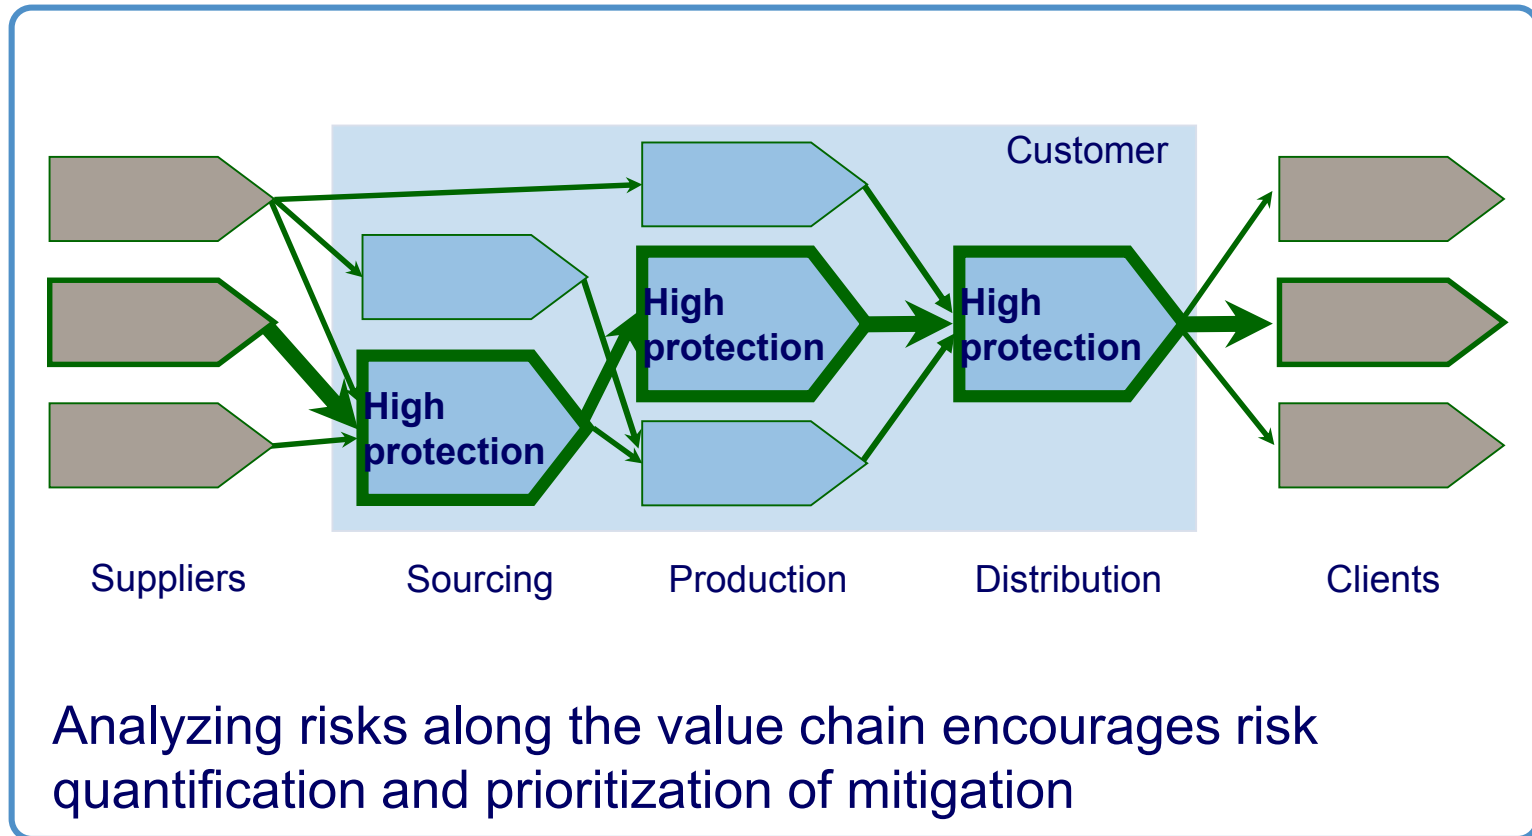 Customer
High
protection
High
protection
High
protection
Suppliers
Sourcing
Production
Distribution
Clients
Analyzing risks along the value chain encourages risk
quantification and prioritization of mitigation